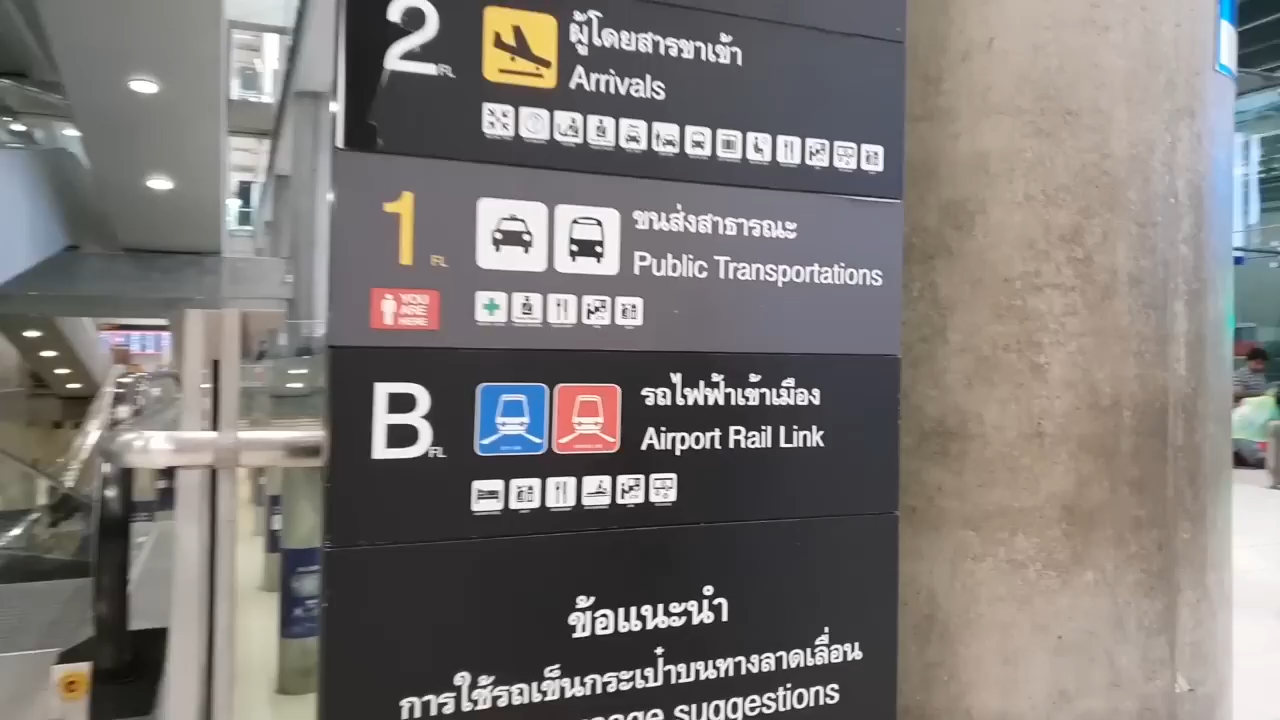 2 FL
ผู้โดยสารขาเข้า
Arrivals
1 FL
ขนส่งสาธารณะ
Public Transportations
YOU
ARE
HERE
B FL
รถไฟฟ้าเข้าเมือง
Airport Rail Link
ข้อแนะนำ
การใช้รถเข็นกระเป๋าบนทางลาดเลื่อน
suggestions